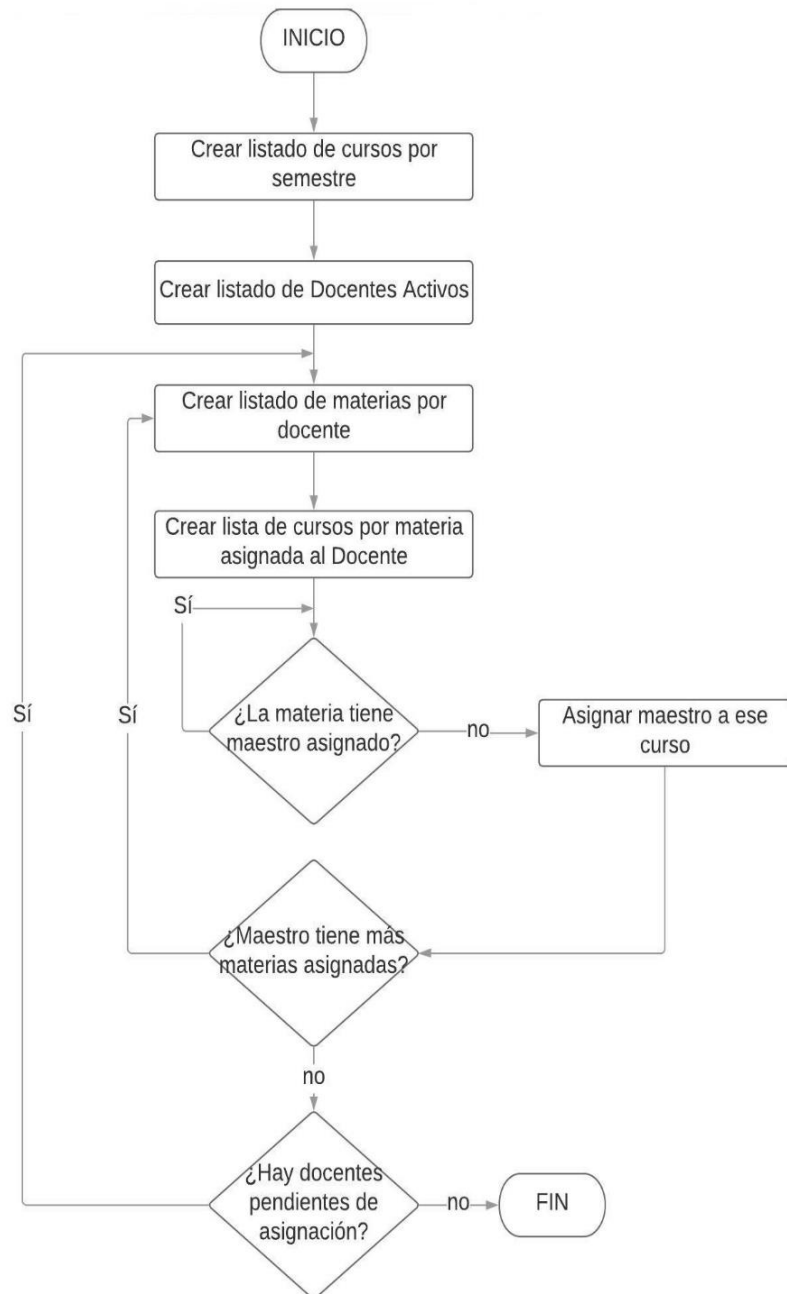 INICIO
Crear listado de cursos por
semestre
Crear listado de Docentes Activos
Crear listado de materias por
docente
Crear lista de cursos por materia
asignada al Docente
Sí
¿La materia tiene
maestro asignado?
no
Asignar maestro a ese
curso
Sí
Sí
¿Maestro tiene más
materias asignadas?
no
¿Hay docentes
pendientes de
asignación?
no
FIN